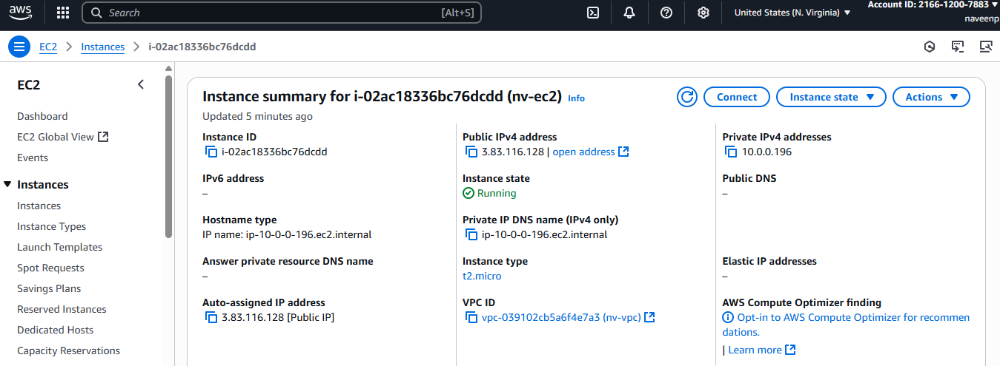 aws
Search [Alt+S]
United States (N. Virginia)
Account ID: 2166-1200-7883
naveenp
EC2 > Instances > i-02ac18336bc76dcdd
EC2
Dashboard
EC2 Global View
Events
Instances
Instances
Instance Types
Launch Templates
Spot Requests
Savings Plans
Reserved Instances
Dedicated Hosts
Capacity Reservations
Instance summary for i-02ac18336bc76dcdd (nv-ec2) Info
Connect
Instance state
Actions
Updated 5 minutes ago
Instance ID
i-02ac18336bc76dcdd
Public IPv4 address
3.83.116.128 | open address
Private IPv4 addresses
10.0.0.196
IPv6 address
–
Instance state
Running
Public DNS
–
Hostname type
IP name: ip-10-0-0-196.ec2.internal
Private IP DNS name (IPv4 only)
ip-10-0-0-196.ec2.internal
Answer private resource DNS name
–
Instance type
t2.micro
Elastic IP addresses
–
Auto-assigned IP address
3.83.116.128 [Public IP]
VPC ID
vpc-039102cb5a6f4e7a3 (nv-vpc)
AWS Compute Optimizer finding
Opt-in to AWS Compute Optimizer for recommen
dations.
| Learn more